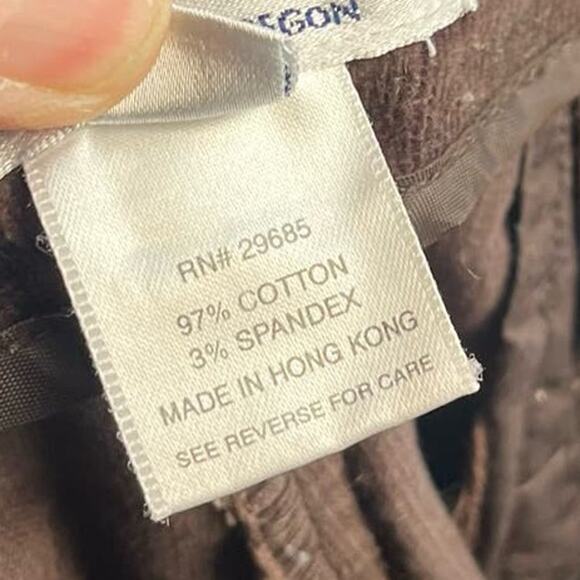 EGON
RN# 29685
97% COTTON
3% SPANDEX
MADE IN HONG KONG
SEE REVERSE FOR CARE